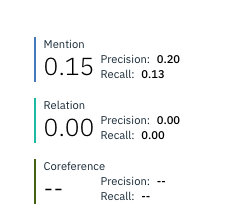 Mention
0.15 Precision: 0.20
Recall: 0.13
Relation
0.00 Precision: 0.00
Recall: 0.00
Coreference
-- Precision: --
Recall: --